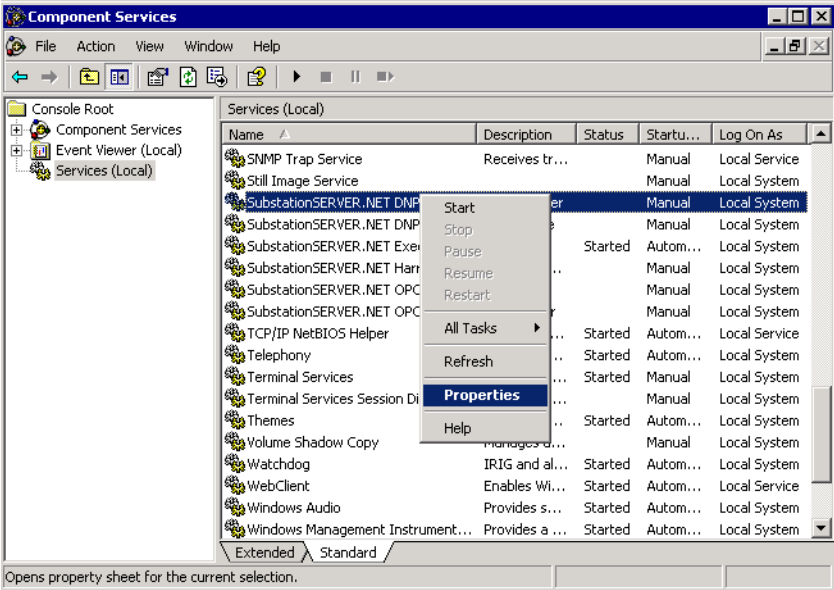 Component Services
File Action View Window Help
Console Root
Component Services
Event Viewer (Local)
Services (Local)
Services (Local)
Name Description Status Startu... Log On As
SNMP Trap Service Receives tr... Manual Local Service
Still Image Service Manual Local System
SubstationSERVER.NET DNP er Manual Local System
SubstationSERVER.NET DNP Manual Local System
SubstationSERVER.NET Exe Started Autom... Local System
SubstationSERVER.NET Harr Manual Local System
SubstationSERVER.NET OPC Manual Local System
SubstationSERVER.NET OPC Manual Local System
TCP/IP NetBIOS Helper Started Autom... Local Service
Telephony Started Manual Local System
Terminal Services Started Manual Local System
Terminal Services Session Di Manual Local System
Themes Started Autom... Local System
Volume Shadow Copy Manages a... Manual Local System
Watchdog IRIG and al... Started Autom... Local System
WebClient Enables Wi... Started Autom... Local Service
Windows Audio Provides s... Started Autom... Local System
Windows Management Instrument... Provides a ... Started Autom... Local System
Start
Stop
Pause
Resume
Restart
All Tasks
Refresh
Properties
Help
Extended Standard
Opens property sheet for the current selection.